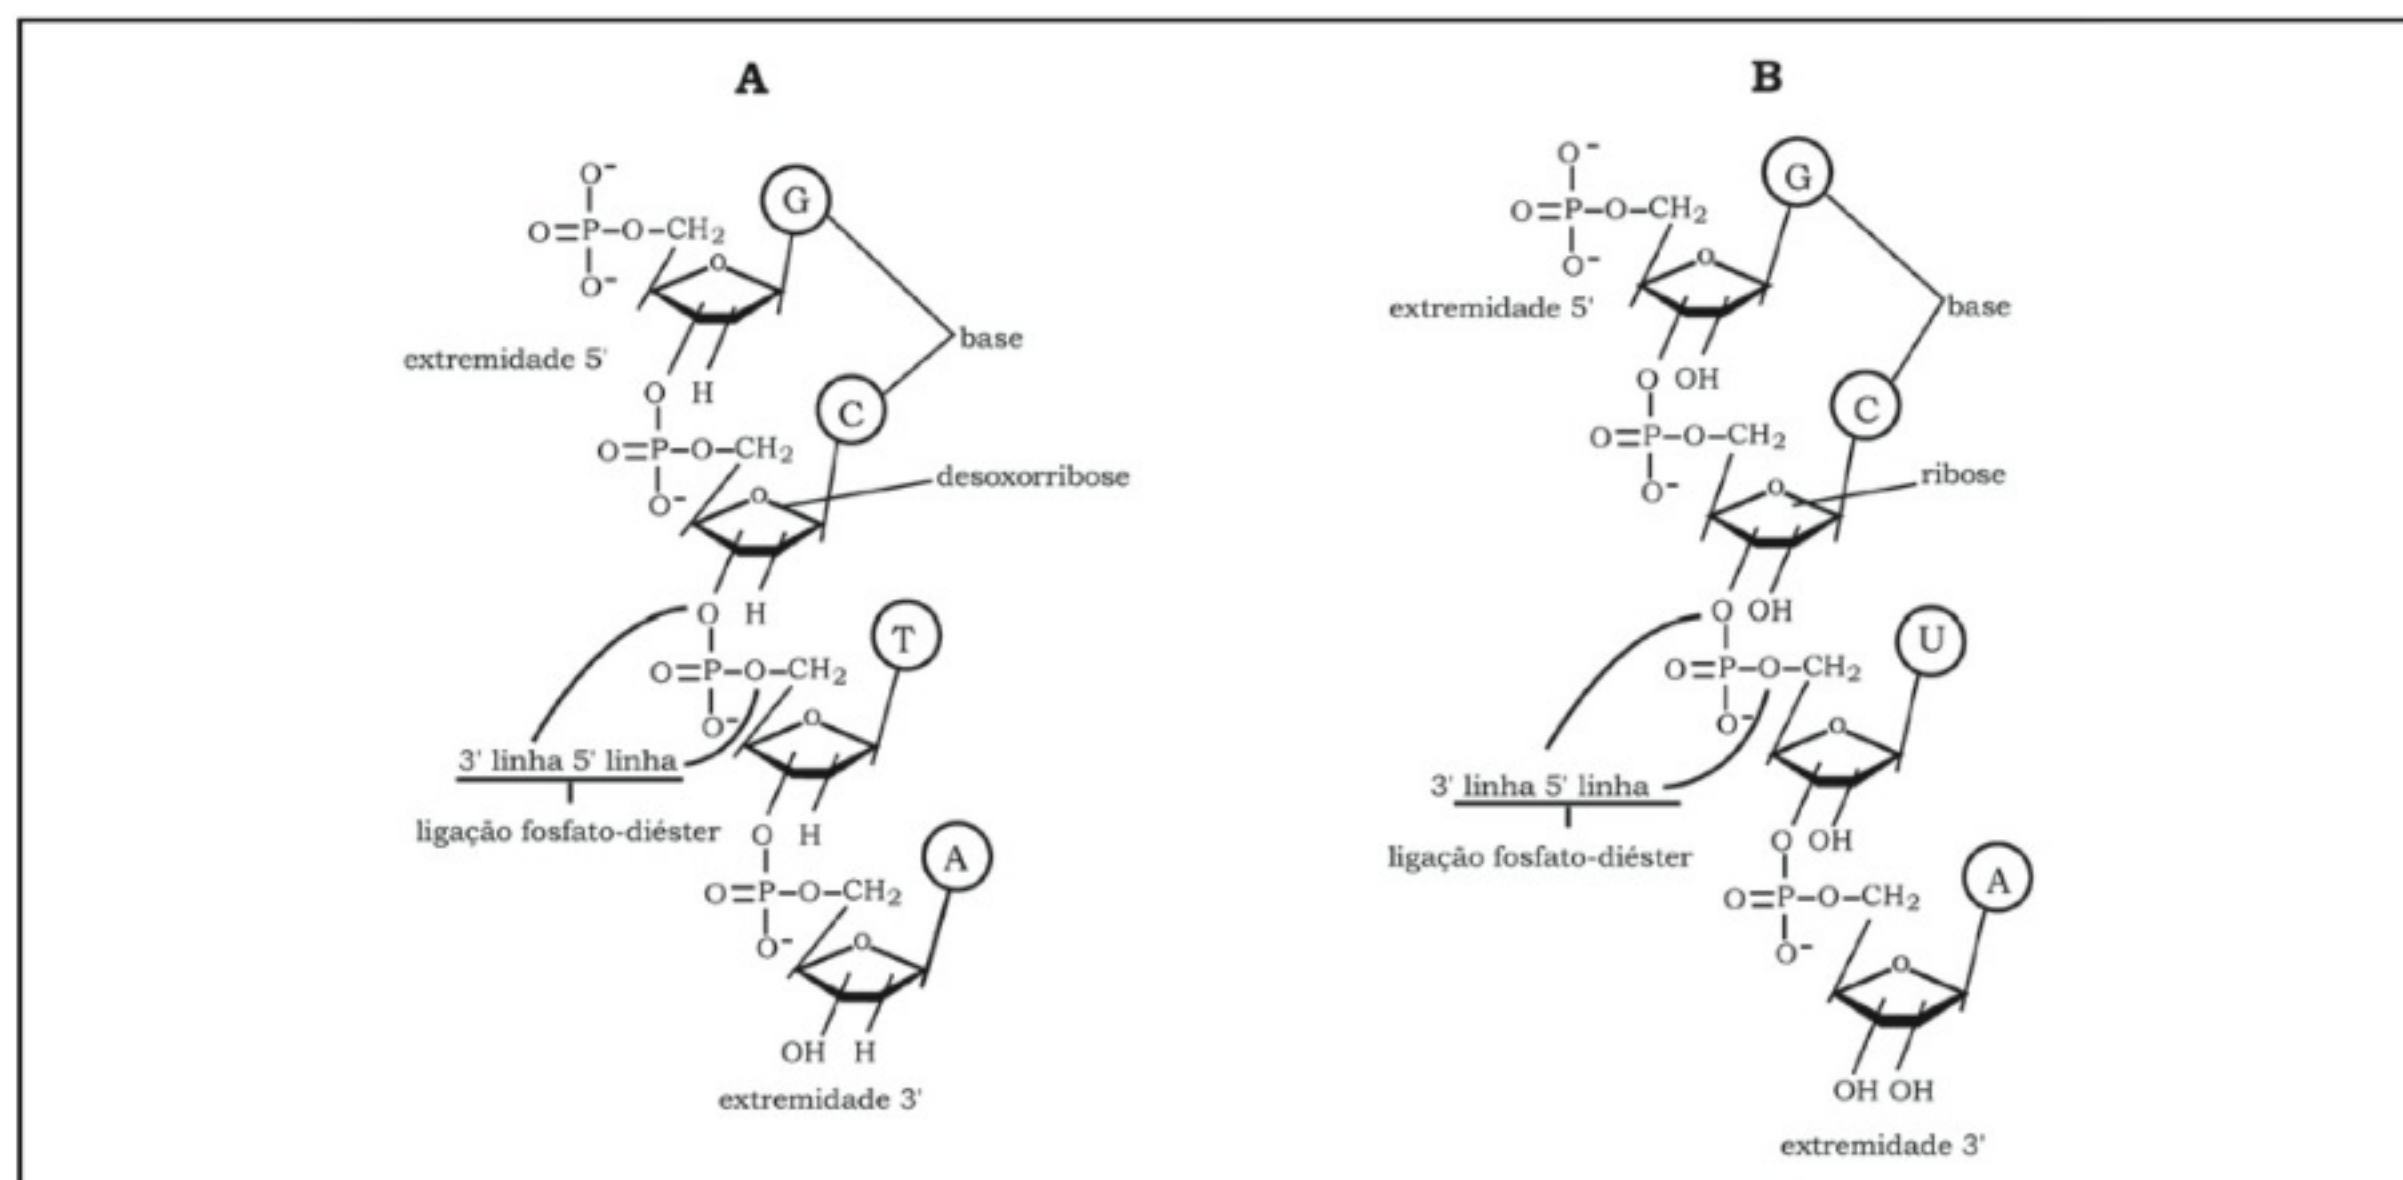 A
O-
O=P-O-CH2
O-
G
O
extremidade 5'
base
O H
C
O=P-O-CH2
O-
O
desoxorribose
O H
T
O=P-O-CH2
O-
O
3' linha 5' linha
ligação fosfato-diéster
O H
A
O=P-O-CH2
O-
O
OH H
extremidade 3'
B
O-
O=P-O-CH2
O-
G
O
extremidade 5'
base
O OH
C
O=P-O-CH2
O-
O
ribose
O OH
U
O=P-O-CH2
O-
O
3' linha 5' linha
ligação fosfato-diéster
O OH
A
O=P-O-CH2
O-
O
OH OH
extremidade 3'